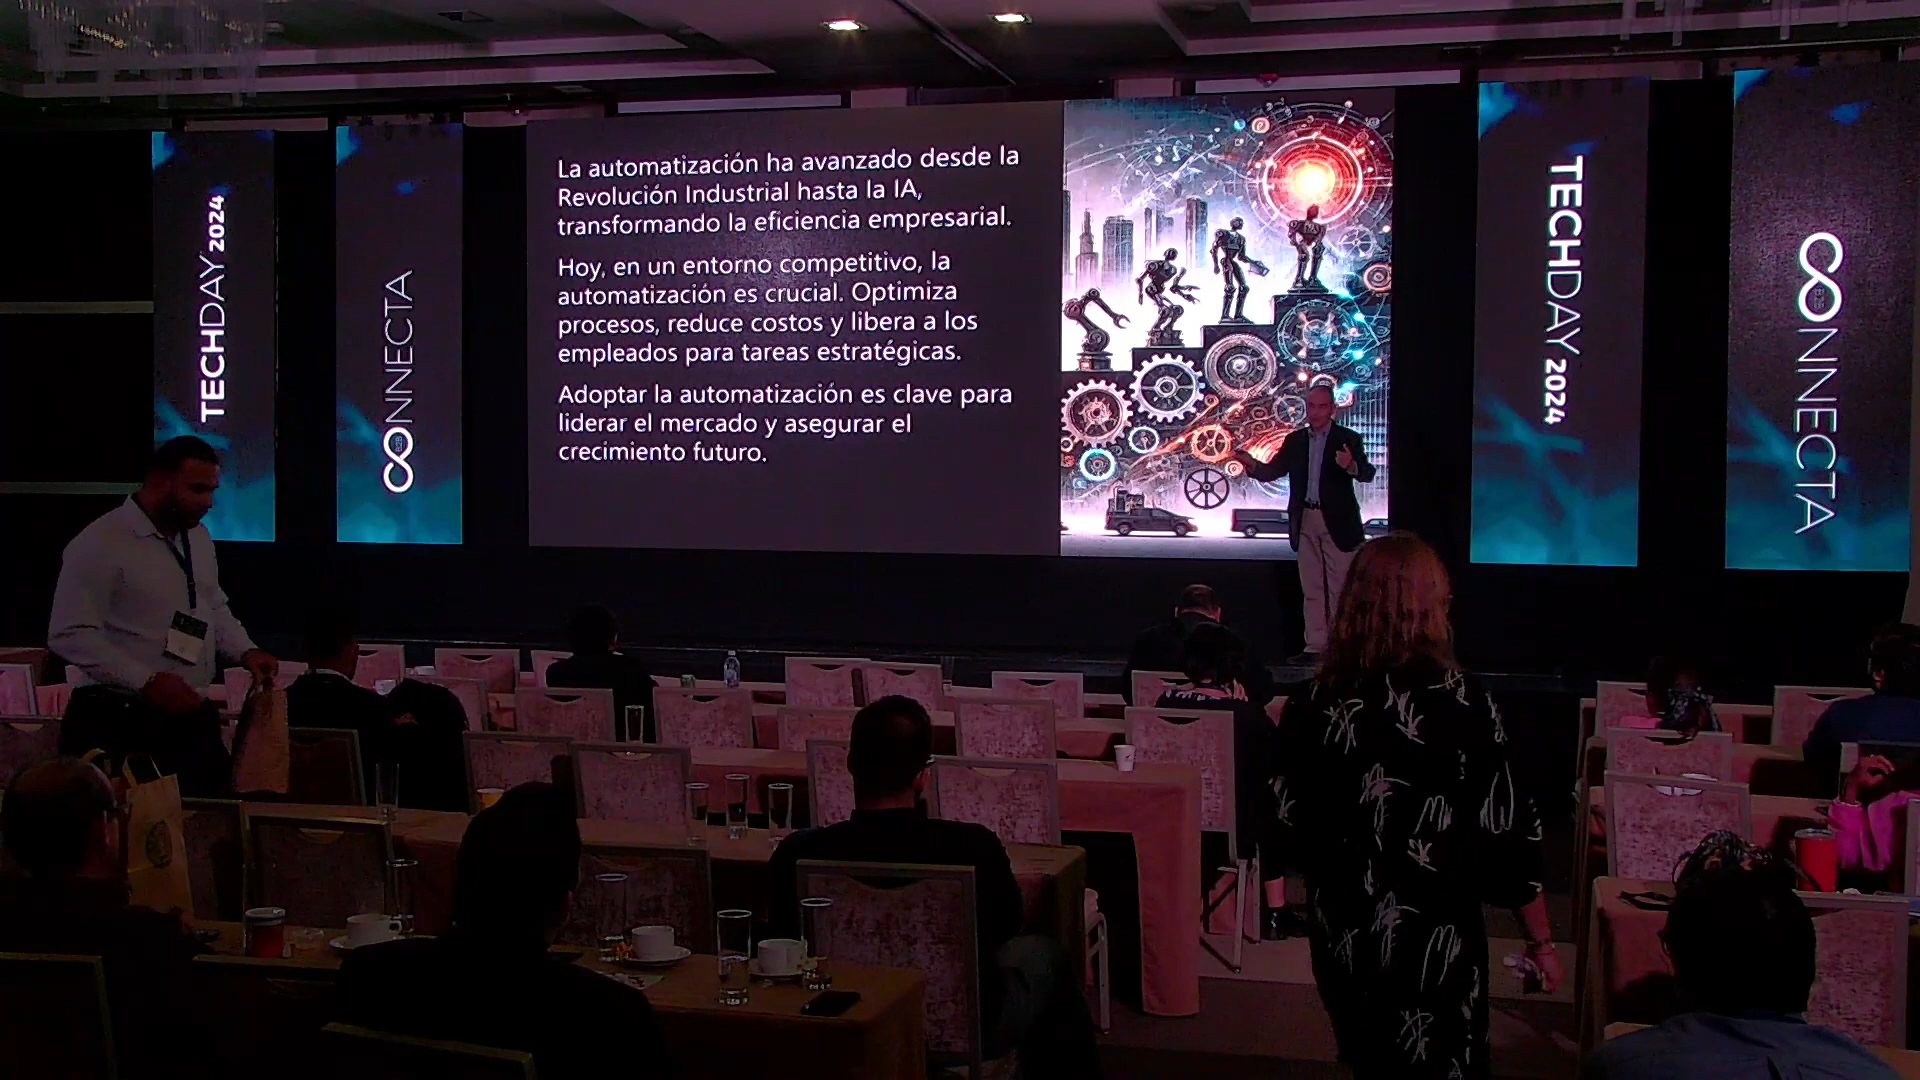 TECHDAY 2024
CONNECTA
B2B
La automatización ha avanzado desde la
Revolución Industrial hasta la IA,
transformando la eficiencia empresarial.
Hoy, en un entorno competitivo, la
automatización es crucial. Optimiza
procesos, reduce costos y libera a los
empleados para tareas estratégicas.
Adoptar la automatización es clave para
liderar el mercado y asegurar el
crecimiento futuro.
TECHDAY 2024
CONNECTA
B2B